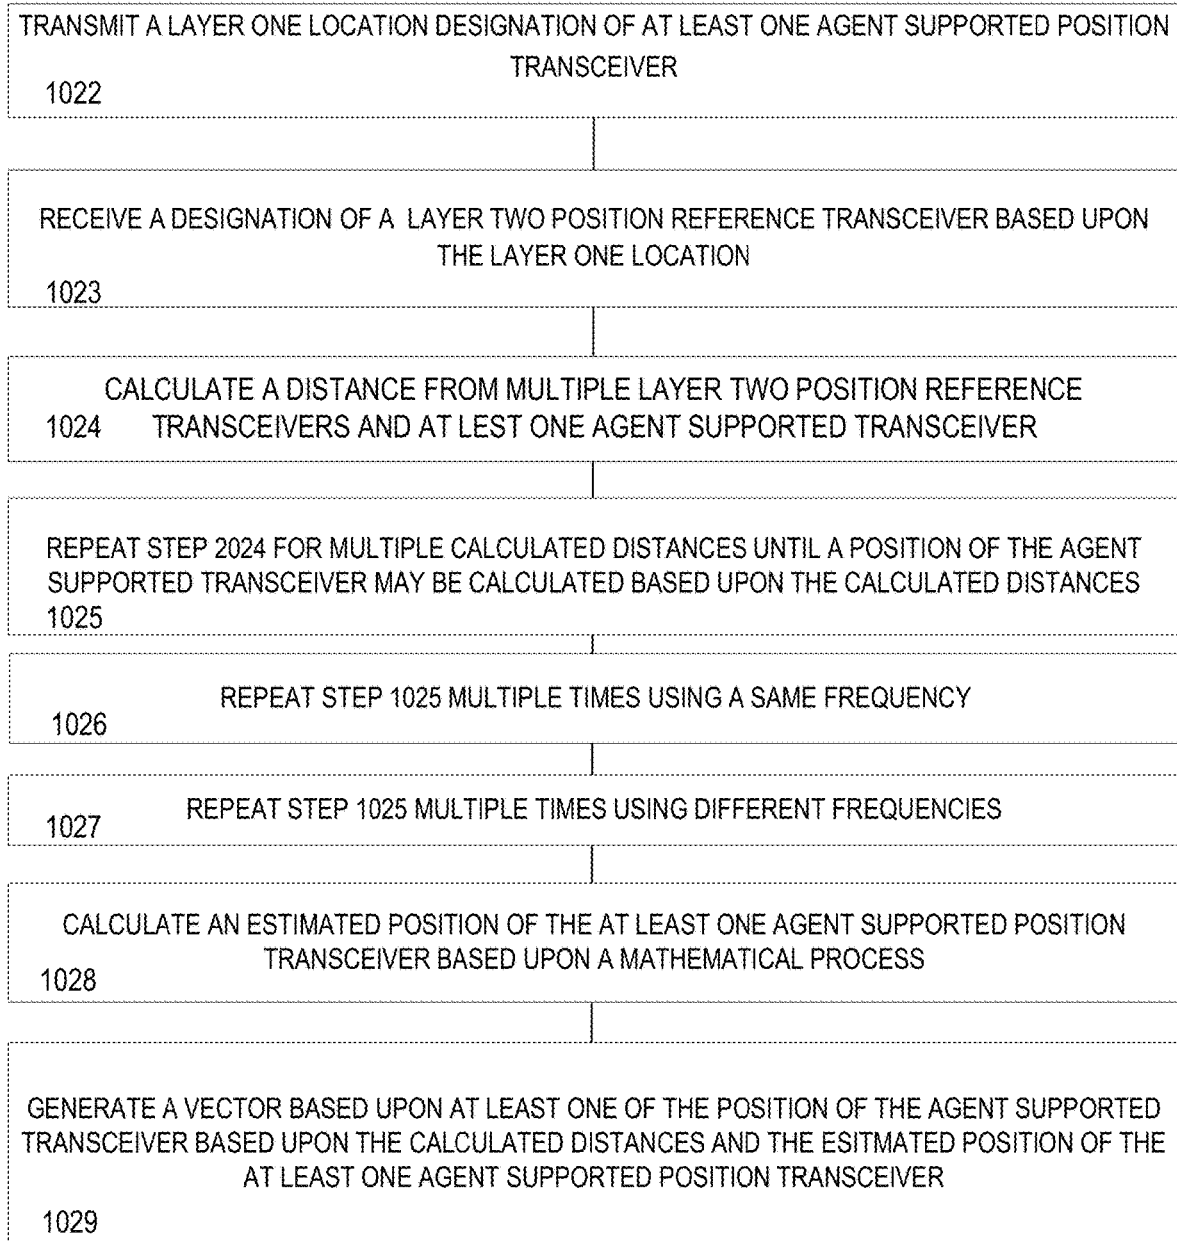 TRANSMIT A LAYER ONE LOCATION DESIGNATION OF AT LEAST ONE AGENT SUPPORTED POSITION
TRANSCEIVER
1022
RECEIVE A DESIGNATION OF A LAYER TWO POSITION REFERENCE TRANSCEIVER BASED UPON
THE LAYER ONE LOCATION
1023
CALCULATE A DISTANCE FROM MULTIPLE LAYER TWO POSITION REFERENCE
1024 TRANSCEIVERS AND AT LEST ONE AGENT SUPPORTED TRANSCEIVER
REPEAT STEP 2024 FOR MULTIPLE CALCULATED DISTANCES UNTIL A POSITION OF THE AGENT
SUPPORTED TRANSCEIVER MAY BE CALCULATED BASED UPON THE CALCULATED DISTANCES
1025
REPEAT STEP 1025 MULTIPLE TIMES USING A SAME FREQUENCY
1026
REPEAT STEP 1025 MULTIPLE TIMES USING DIFFERENT FREQUENCIES
1027
CALCULATE AN ESTIMATED POSITION OF THE AT LEAST ONE AGENT SUPPORTED POSITION
TRANSCEIVER BASED UPON A MATHEMATICAL PROCESS
1028
GENERATE A VECTOR BASED UPON AT LEAST ONE OF THE POSITION OF THE AGENT SUPPORTED
TRANSCEIVER BASED UPON THE CALCULATED DISTANCES AND THE ESITMATED POSITION OF THE
AT LEAST ONE AGENT SUPPORTED POSITION TRANSCEIVER
1029